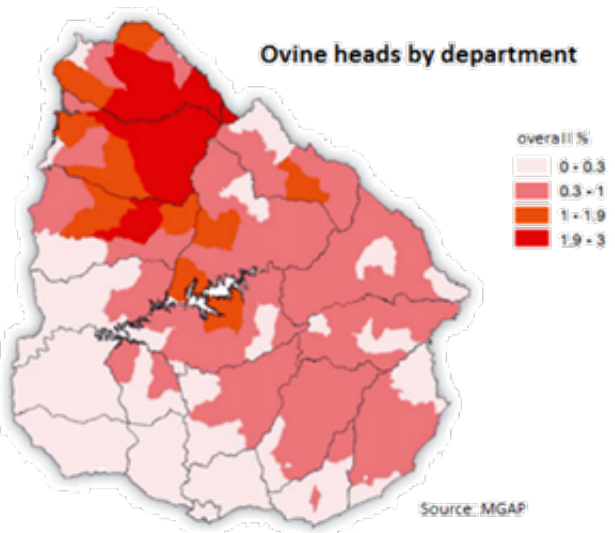 Ovine heads by department
overall %
0 - 0.3
0.3 - 1
1 - 1.9
1.9 - 3
Source: MGAP